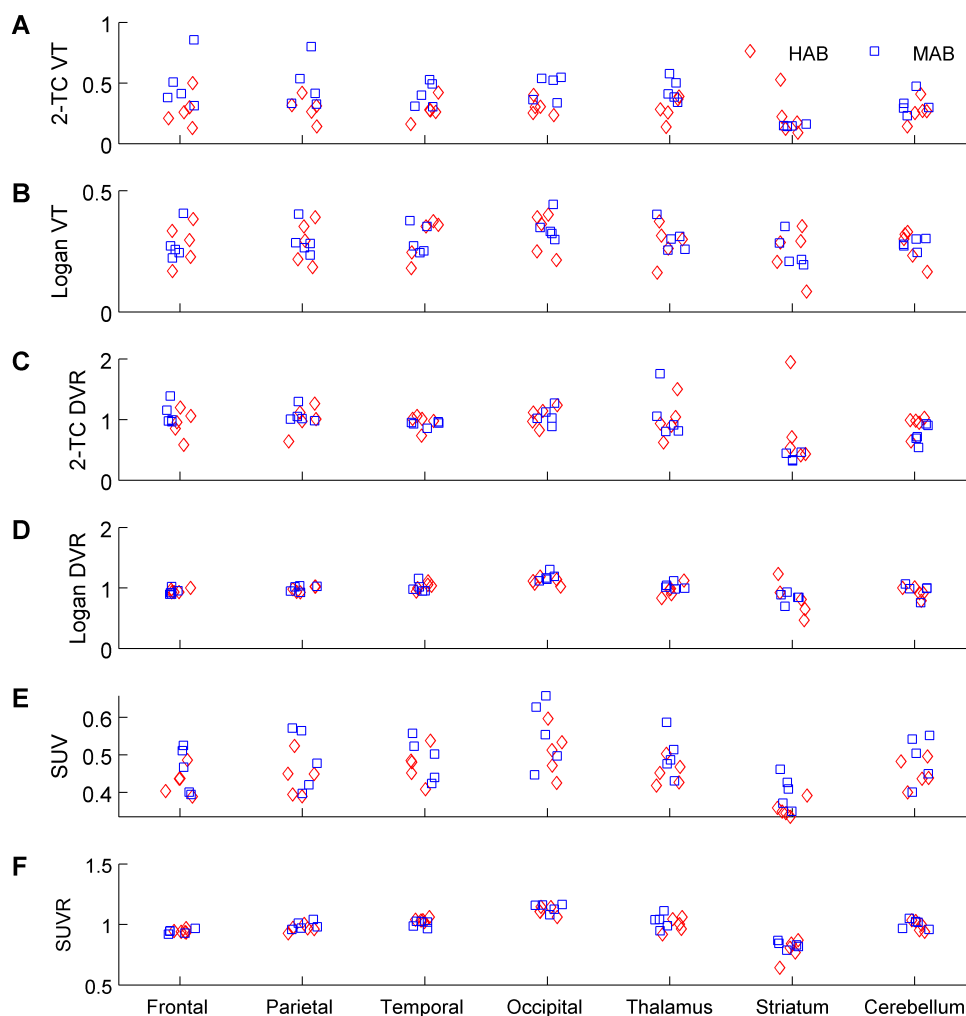 A
2-TC VT
1
0.5
0
HAB
MAB
B
Logan VT
0.5
0
C
2-TC DVR
2
1
0
D
Logan DVR
2
1
0
E
SUV
0.6
0.5
0.4
F
SUVR
1.5
1
0.5
Frontal Parietal Temporal Occipital Thalamus Striatum Cerebellum